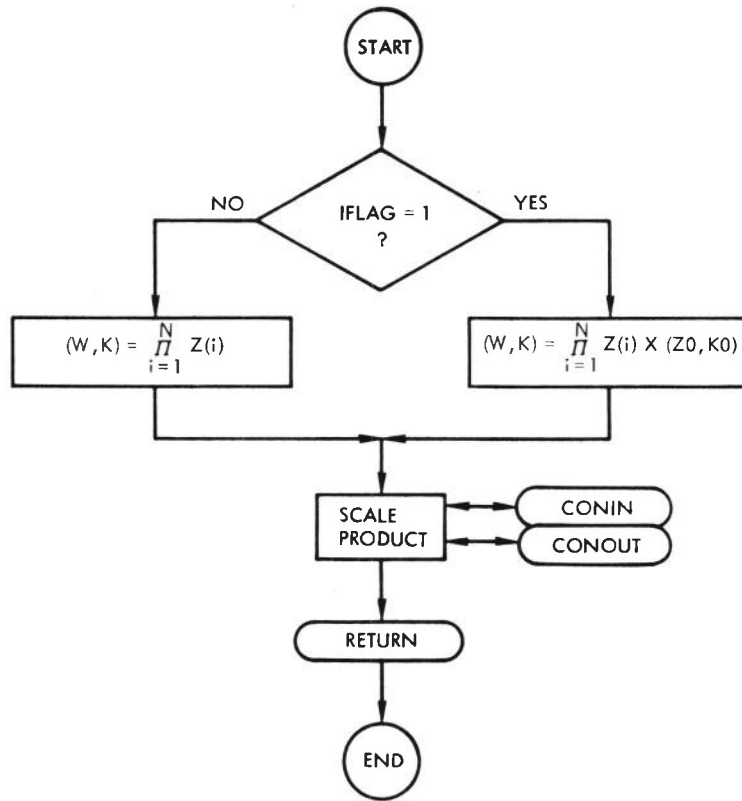 START
NO
IFLAG = 1
?
YES
(W,K) = N Π i = 1 Z(i)
(W,K) = N Π i = 1 Z(i) X (Z0, K0)
SCALE
PRODUCT
CONIN
CONOUT
RETURN
END